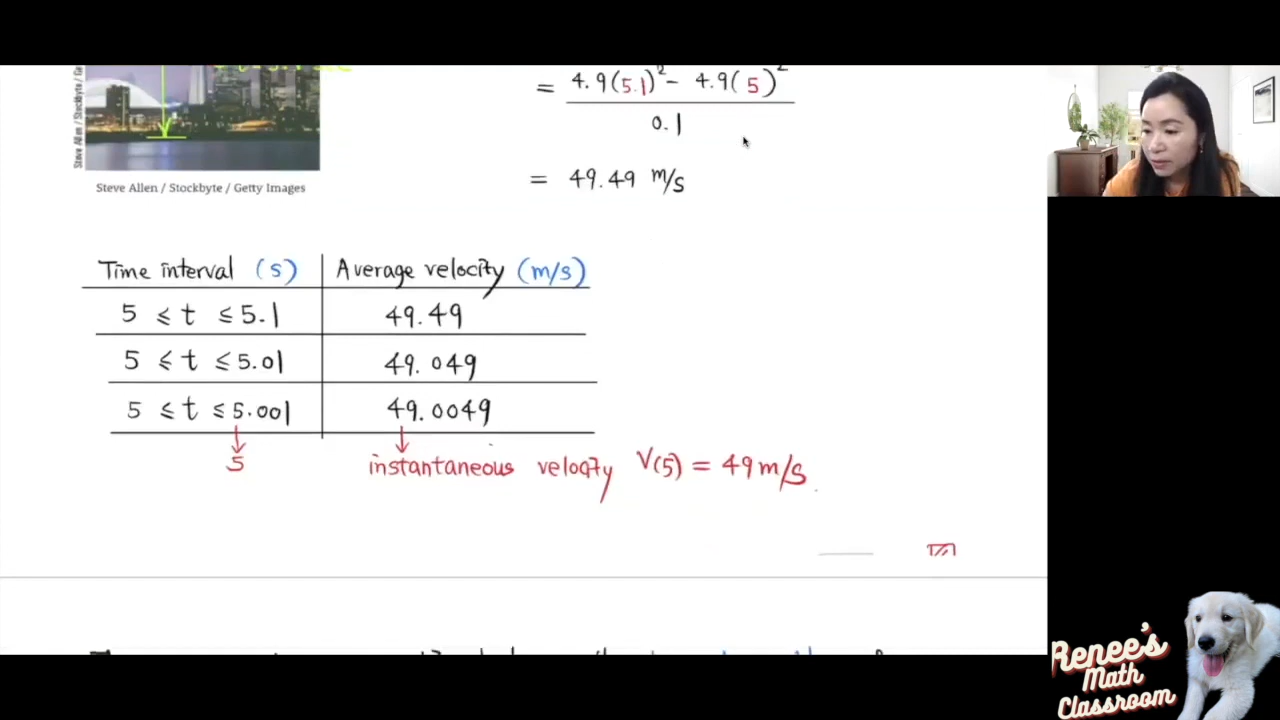 = 4.9(5.1)² - 4.9(5)²
0.1
= 49.49 m/s
Steve Allen / Stockbyte / Getty Images
Time interval (s) Average velocity (m/s)
5 ⩽ t ⩽ 5.1 49.49
5 ⩽ t ⩽ 5.01 49.049
5 ⩽ t ⩽ 5.001 49.0049
5 instantaneous velocity V(5) = 49 m/s.
Renee's
Math
Classroom